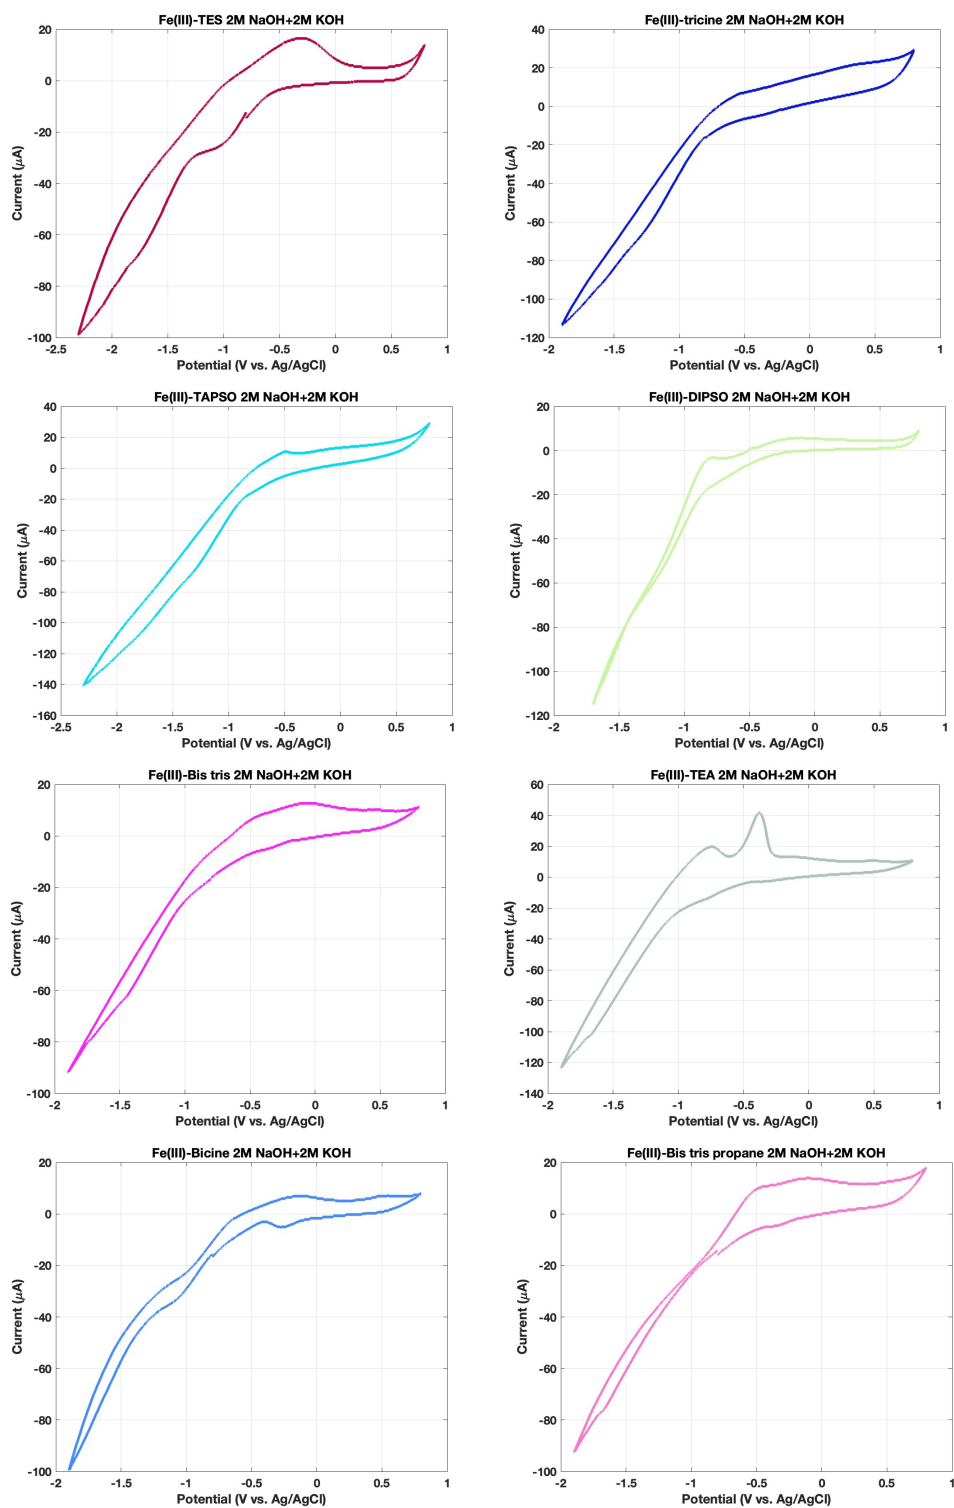 Fe(III)-TES 2M NaOH+2M KOH
20
0
-20
-40
-60
-80
-100
Current (μA)
-2.5 -2 -1.5 -1 -0.5 0 0.5 1
Potential (V vs. Ag/AgCl)
Fe(III)-tricine 2M NaOH+2M KOH
40
20
0
-20
-40
-60
-80
-100
-120
Current (μA)
-2 -1.5 -1 -0.5 0 0.5 1
Potential (V vs. Ag/AgCl)
Fe(III)-TAPSO 2M NaOH+2M KOH
40
20
0
-20
-40
-60
-80
-100
-120
-140
-160
Current (μA)
-2.5 -2 -1.5 -1 -0.5 0 0.5 1
Potential (V vs. Ag/AgCl)
Fe(III)-DIPSO 2M NaOH+2M KOH
20
0
-20
-40
-60
-80
-100
-120
Current (μA)
-2 -1.5 -1 -0.5 0 0.5 1
Potential (V vs. Ag/AgCl)
Fe(III)-Bis tris 2M NaOH+2M KOH
20
0
-20
-40
-60
-80
-100
Current (μA)
-2 -1.5 -1 -0.5 0 0.5 1
Potential (V vs. Ag/AgCl)
Fe(III)-TEA 2M NaOH+2M KOH
60
40
20
0
-20
-40
-60
-80
-100
-120
-140
Current (μA)
-2 -1.5 -1 -0.5 0 0.5 1
Potential (V vs. Ag/AgCl)
Fe(III)-Bicine 2M NaOH+2M KOH
20
0
-20
-40
-60
-80
-100
Current (μA)
-2 -1.5 -1 -0.5 0 0.5 1
Potential (V vs. Ag/AgCl)
Fe(III)-Bis tris propane 2M NaOH+2M KOH
20
0
-20
-40
-60
-80
-100
Current (μA)
-2 -1.5 -1 -0.5 0 0.5 1
Potential (V vs. Ag/AgCl)